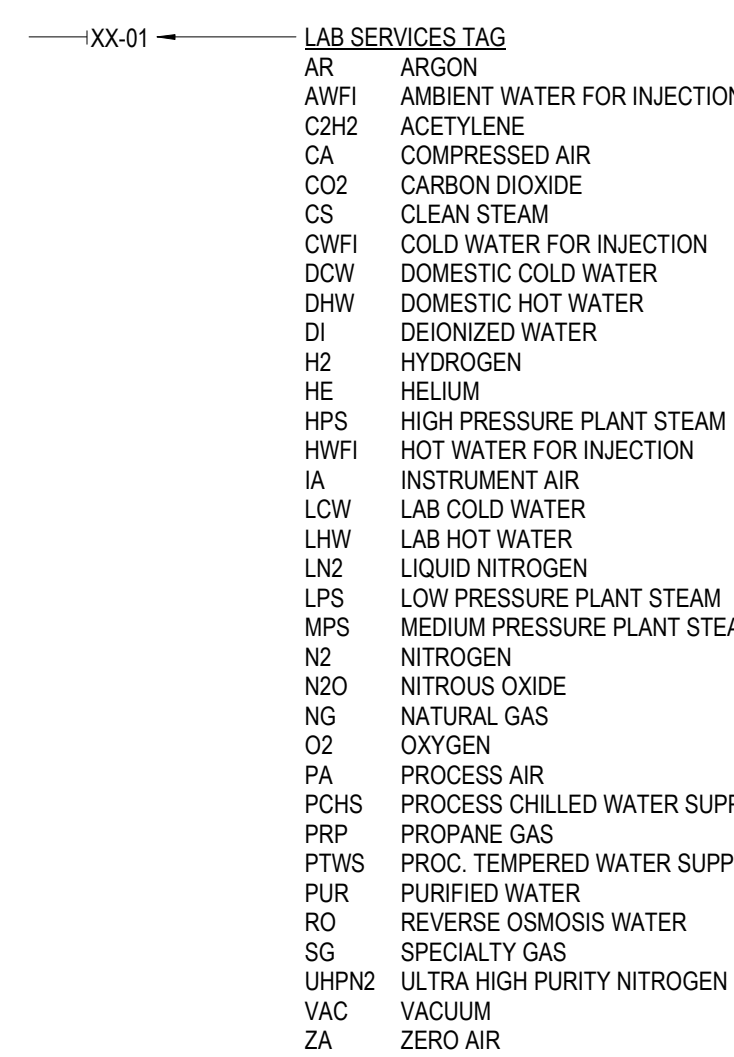 XX-01 LAB SERVICES TAG
AR ARGON
AWFI AMBIENT WATER FOR INJECTION
C2H2 ACETYLENE
CA COMPRESSED AIR
CO2 CARBON DIOXIDE
CS CLEAN STEAM
CWFI COLD WATER FOR INJECTION
DCW DOMESTIC COLD WATER
DHW DOMESTIC HOT WATER
DI DEIONIZED WATER
H2 HYDROGEN
HE HELIUM
HPS HIGH PRESSURE PLANT STEAM
HWFI HOT WATER FOR INJECTION
IA INSTRUMENT AIR
LCW LAB COLD WATER
LHW LAB HOT WATER
LN2 LIQUID NITROGEN
LPS LOW PRESSURE PLANT STEAM
MPS MEDIUM PRESSURE PLANT
N2 NITROGEN
N2O NITROUS OXIDE
NG NATURAL GAS
O2 OXYGEN
PA PROCESS AIR
PCHS PROCESS CHILLED WATER
PRP PROPANE GAS
PTWS PROC. TEMPERED WATER
PUR PURIFIED WATER
RO REVERSE OSMOSIS WATER
SG SPECIALTY GAS
UHPN2 ULTRA HIGH PURITY NITROGEN
VAC VACUUM
ZA ZERO AIR